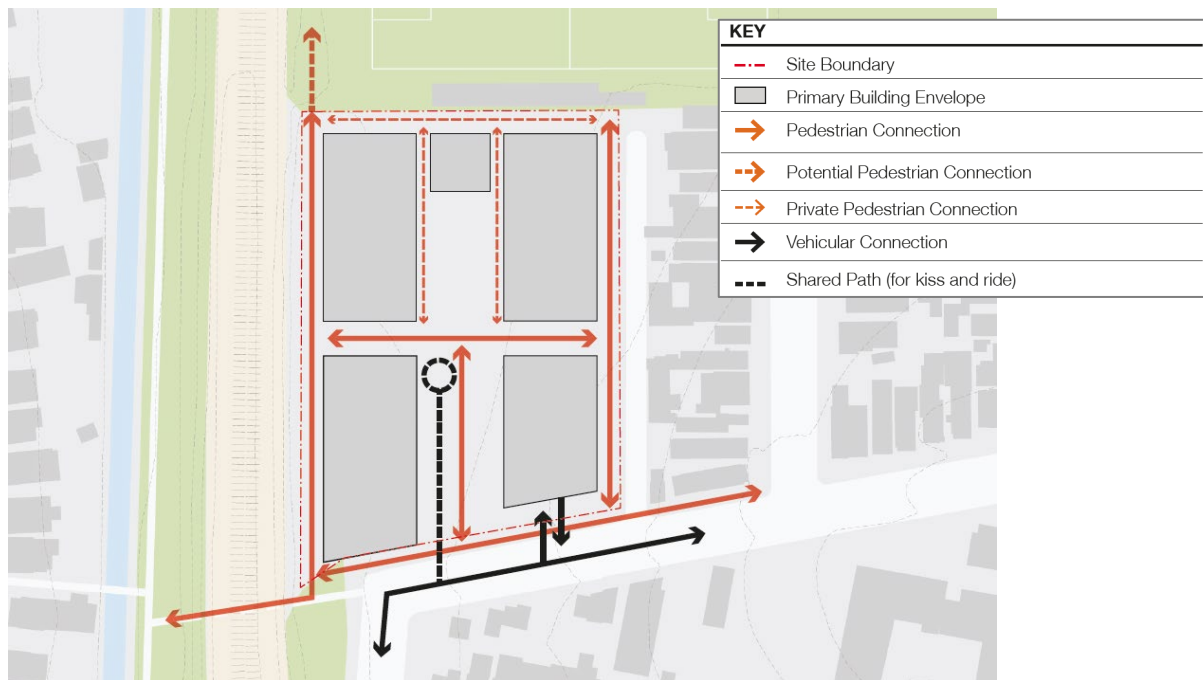 KEY
Site Boundary
Primary Building Envelope
Pedestrian Connection
Potential Pedestrian Connection
Private Pedestrian Connection
Vehicular Connection
Shared Path (for kiss and ride)